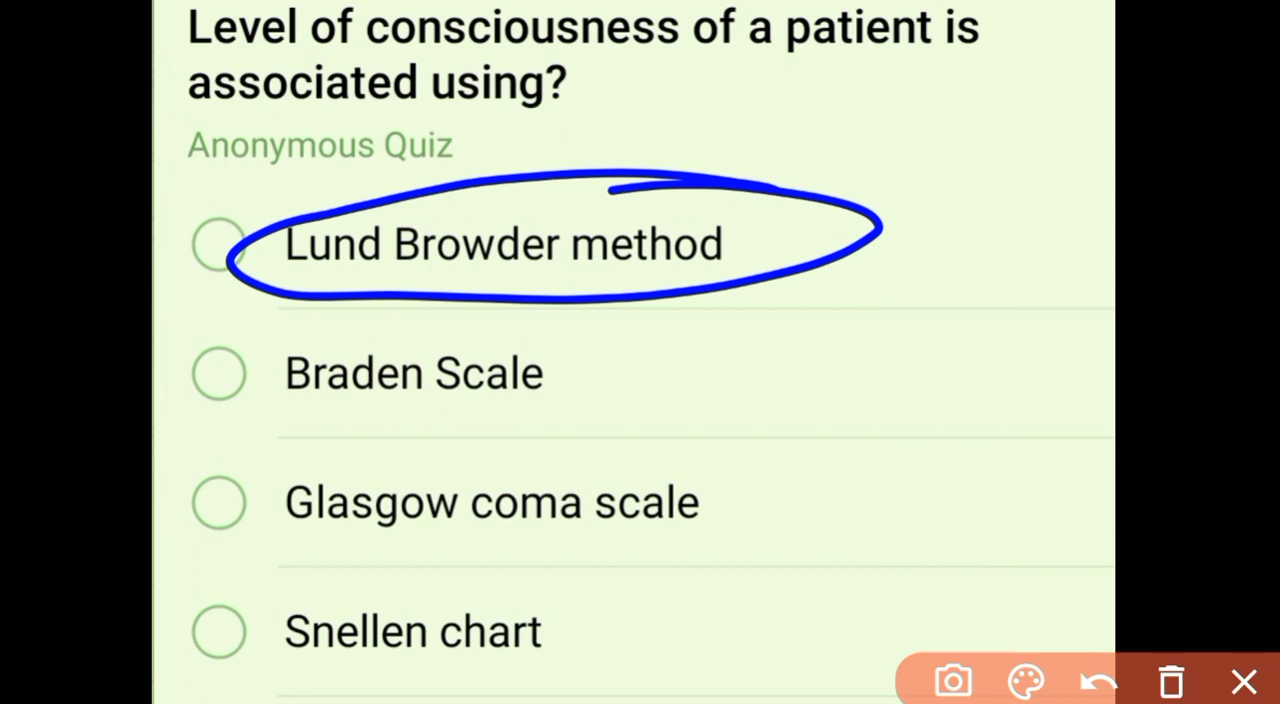 Level of consciousness of a patient is
associated using?
Anonymous Quiz
Lund Browder method
Braden Scale
Glasgow coma scale
Snellen chart